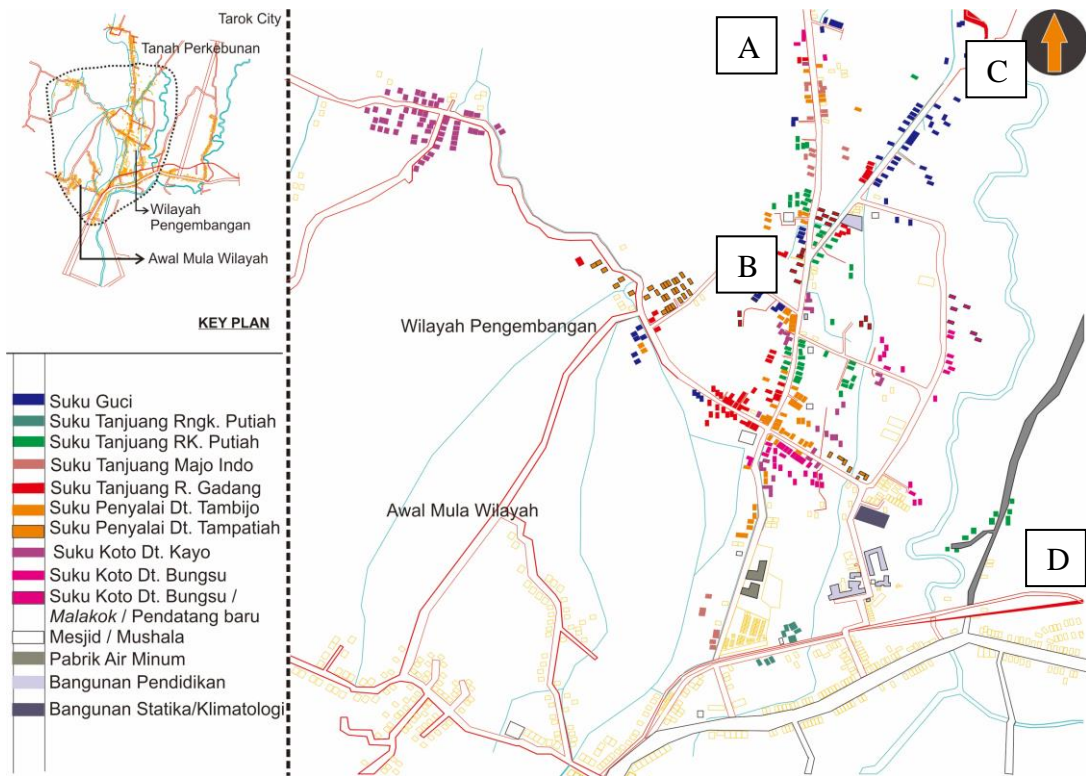 Tarok City
Tanah Perkebunan
Wilayah
Pengembangan
Awal Mula Wilayah
KEY PLAN
Suku Guci
Suku Tanjuang Rngk. Putiah
Suku Tanjuang RK. Putiah
Suku Tanjuang Majo Indo
Suku Tanjuang R. Gadang
Suku Penyalai Dt. Tambijo
Suku Penyalai Dt. Tampatiah
Suku Koto Dt. Kayo
Suku Koto Dt. Bungsu
Suku Koto Dt. Bungsu /
Malakok / Pendatang baru
Mesjid / Mushala
Pabrik Air Minum
Bangunan Pendidikan
Bangunan Statika/Klimatologi
A
C
B
Wilayah Pengembangan
Awal Mula Wilayah
D